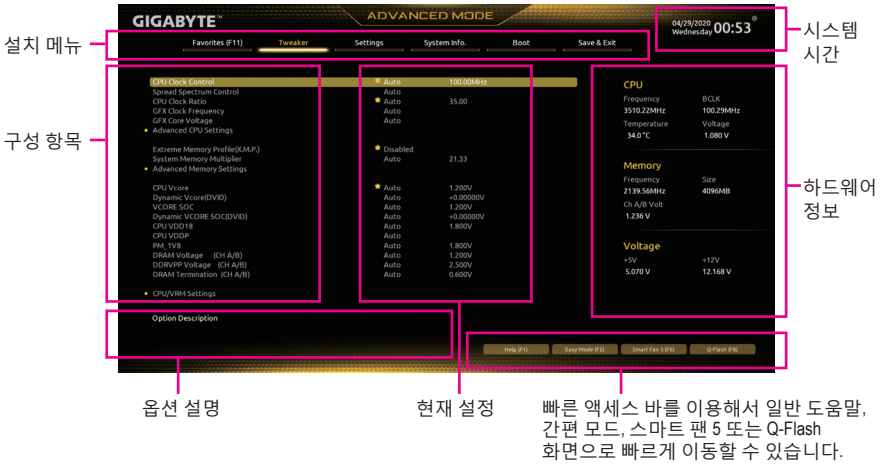 GIGABYTE™
ADVANCED MODE
04/29/2020
Wednesday 00:53
시스템
시간
설치 메뉴
Favorites (F11) Tweaker Settings System Info. Boot Save & Exit
구성 항목
CPU Clock Control Auto 100.00MHz
Spread Spectrum Control Auto
CPU Clock Ratio Auto 35.00
GFX Clock Frequency Auto
GFX Core Voltage Auto
Advanced CPU Settings
Extreme Memory Profile(X.M.P.) Disabled
System Memory Multiplier Auto 21.33
Advanced Memory Settings
CPU Vcore Auto 1.200V
Dynamic Vcore(DVID) Auto +0.00000V
VCORE SOC Auto 1.200V
Dynamic VCORE SOC(DVID) Auto +0.00000V
CPU VDD18 Auto 1.800V
CPU VDDP Auto
PM_1V8 Auto 1.800V
DRAM Voltage (CH A/B) Auto 1.200V
DDRVPP Voltage (CH A/B) Auto 2.500V
DRAM Termination (CH A/B) Auto 0.600V
CPU/VRM Settings
Option Description
CPU
Frequency BCLK
3510.22MHz 100.29MHz
Temperature Voltage
34.0°C 1.080 V
Memory
Frequency Size
2139.56MHz 4096MB
Ch A/B Volt
1.236 V
Voltage
+5V +12V
5.070 V 12.168 V
하드웨어
정보
Help (F1) Easy Mode (F2) Smart Fan 5 (F6) Q-Flash (F8)
옵션 설명
현재 설정
빠른 액세스 바를 이용해서 일반 도움말,
간편 모드, 스마트 팬 5 또는 Q-Flash
화면으로 빠르게 이동할 수 있습니다.